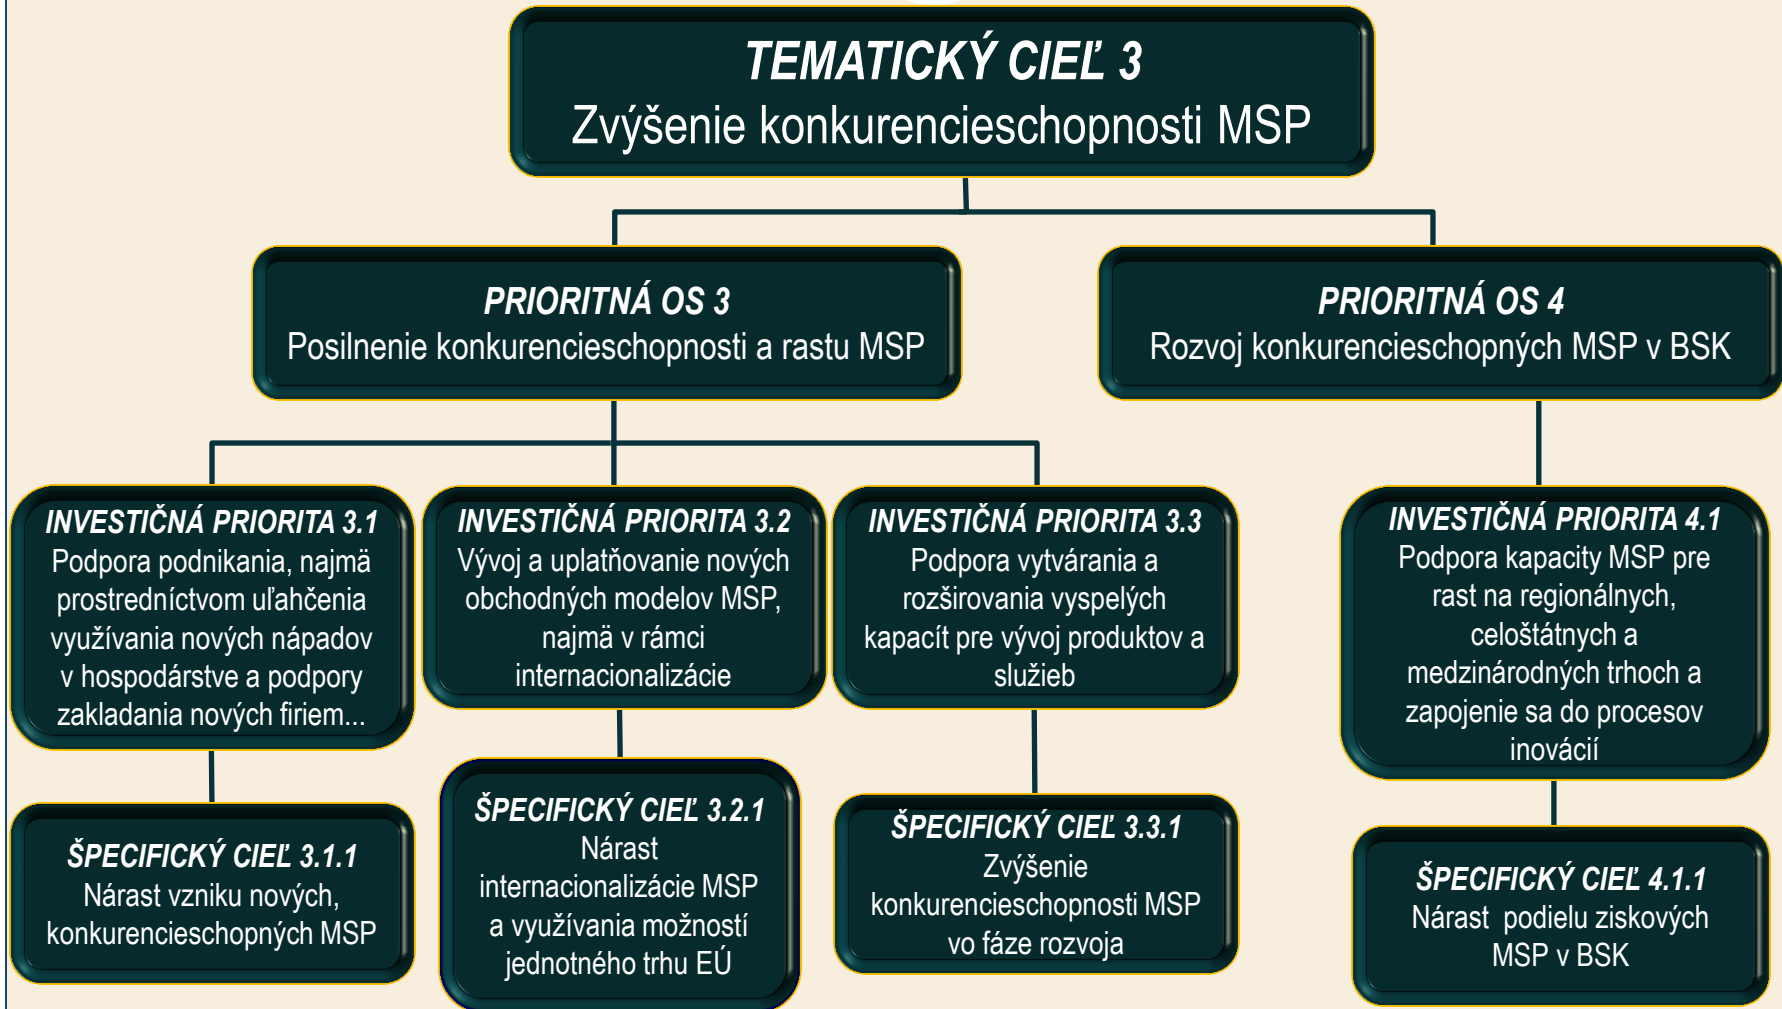 TEMATICKÝ CIEĽ 3
Zvýšenie konkurencieschopnosti MSP
PRIORITNÁ OS 3
Posilnenie konkurencieschopnosti a rastu MSP
PRIORITNÁ OS 4
Rozvoj konkurencieschopných MSP v BSK
INVESTIČNÁ PRIORITA 3.1
Podpora podnikania, najmä
prostredníctvom uľahčenia
využívania nových nápadov
v hospodárstve a podpory
zakladania nových firiem...
INVESTIČNÁ PRIORITA 3.2
Vývoj a uplatňovanie nových
obchodných modelov MSP,
najmä v rámci
internacionalizácie
INVESTIČNÁ PRIORITA 3.3
Podpora vytvárania a
rozširovania vyspelých
kapacít pre vývoj produktov a
služieb
INVESTIČNÁ PRIORITA 4.1
Podpora kapacity MSP pre
rast na regionálnych,
celoštátnych a
medzinárodných trhoch a
zapojenie sa do procesov
inovácií
ŠPECIFICKÝ CIEĽ 3.1.1
Nárast vzniku nových,
konkurencieschopných MSP
ŠPECIFICKÝ CIEĽ 3.2.1
Nárast
internacionalizácie MSP
a využívania možností
jednotného trhu EÚ
ŠPECIFICKÝ CIEĽ 3.3.1
Zvýšenie
konkurencieschopnosti MSP
vo fáze rozvoja
ŠPECIFICKÝ CIEĽ 4.1.1
Nárast podielu ziskových
MSP v BSK